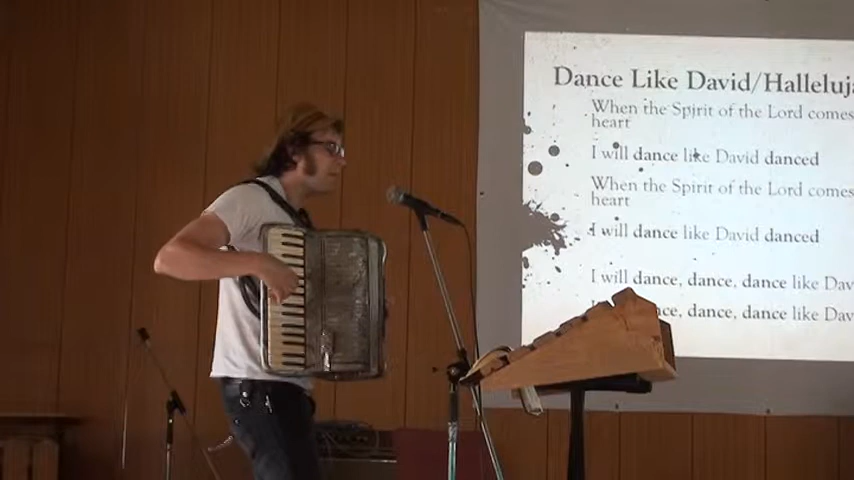 Dance Like David/Halleluja
When the Spirit of the Lord comes
heart
I will dance like David danced
When the Spirit of the Lord comes
heart
I will dance like David danced
I will dance, dance, dance like Dav
dance, dance, dance like Dav